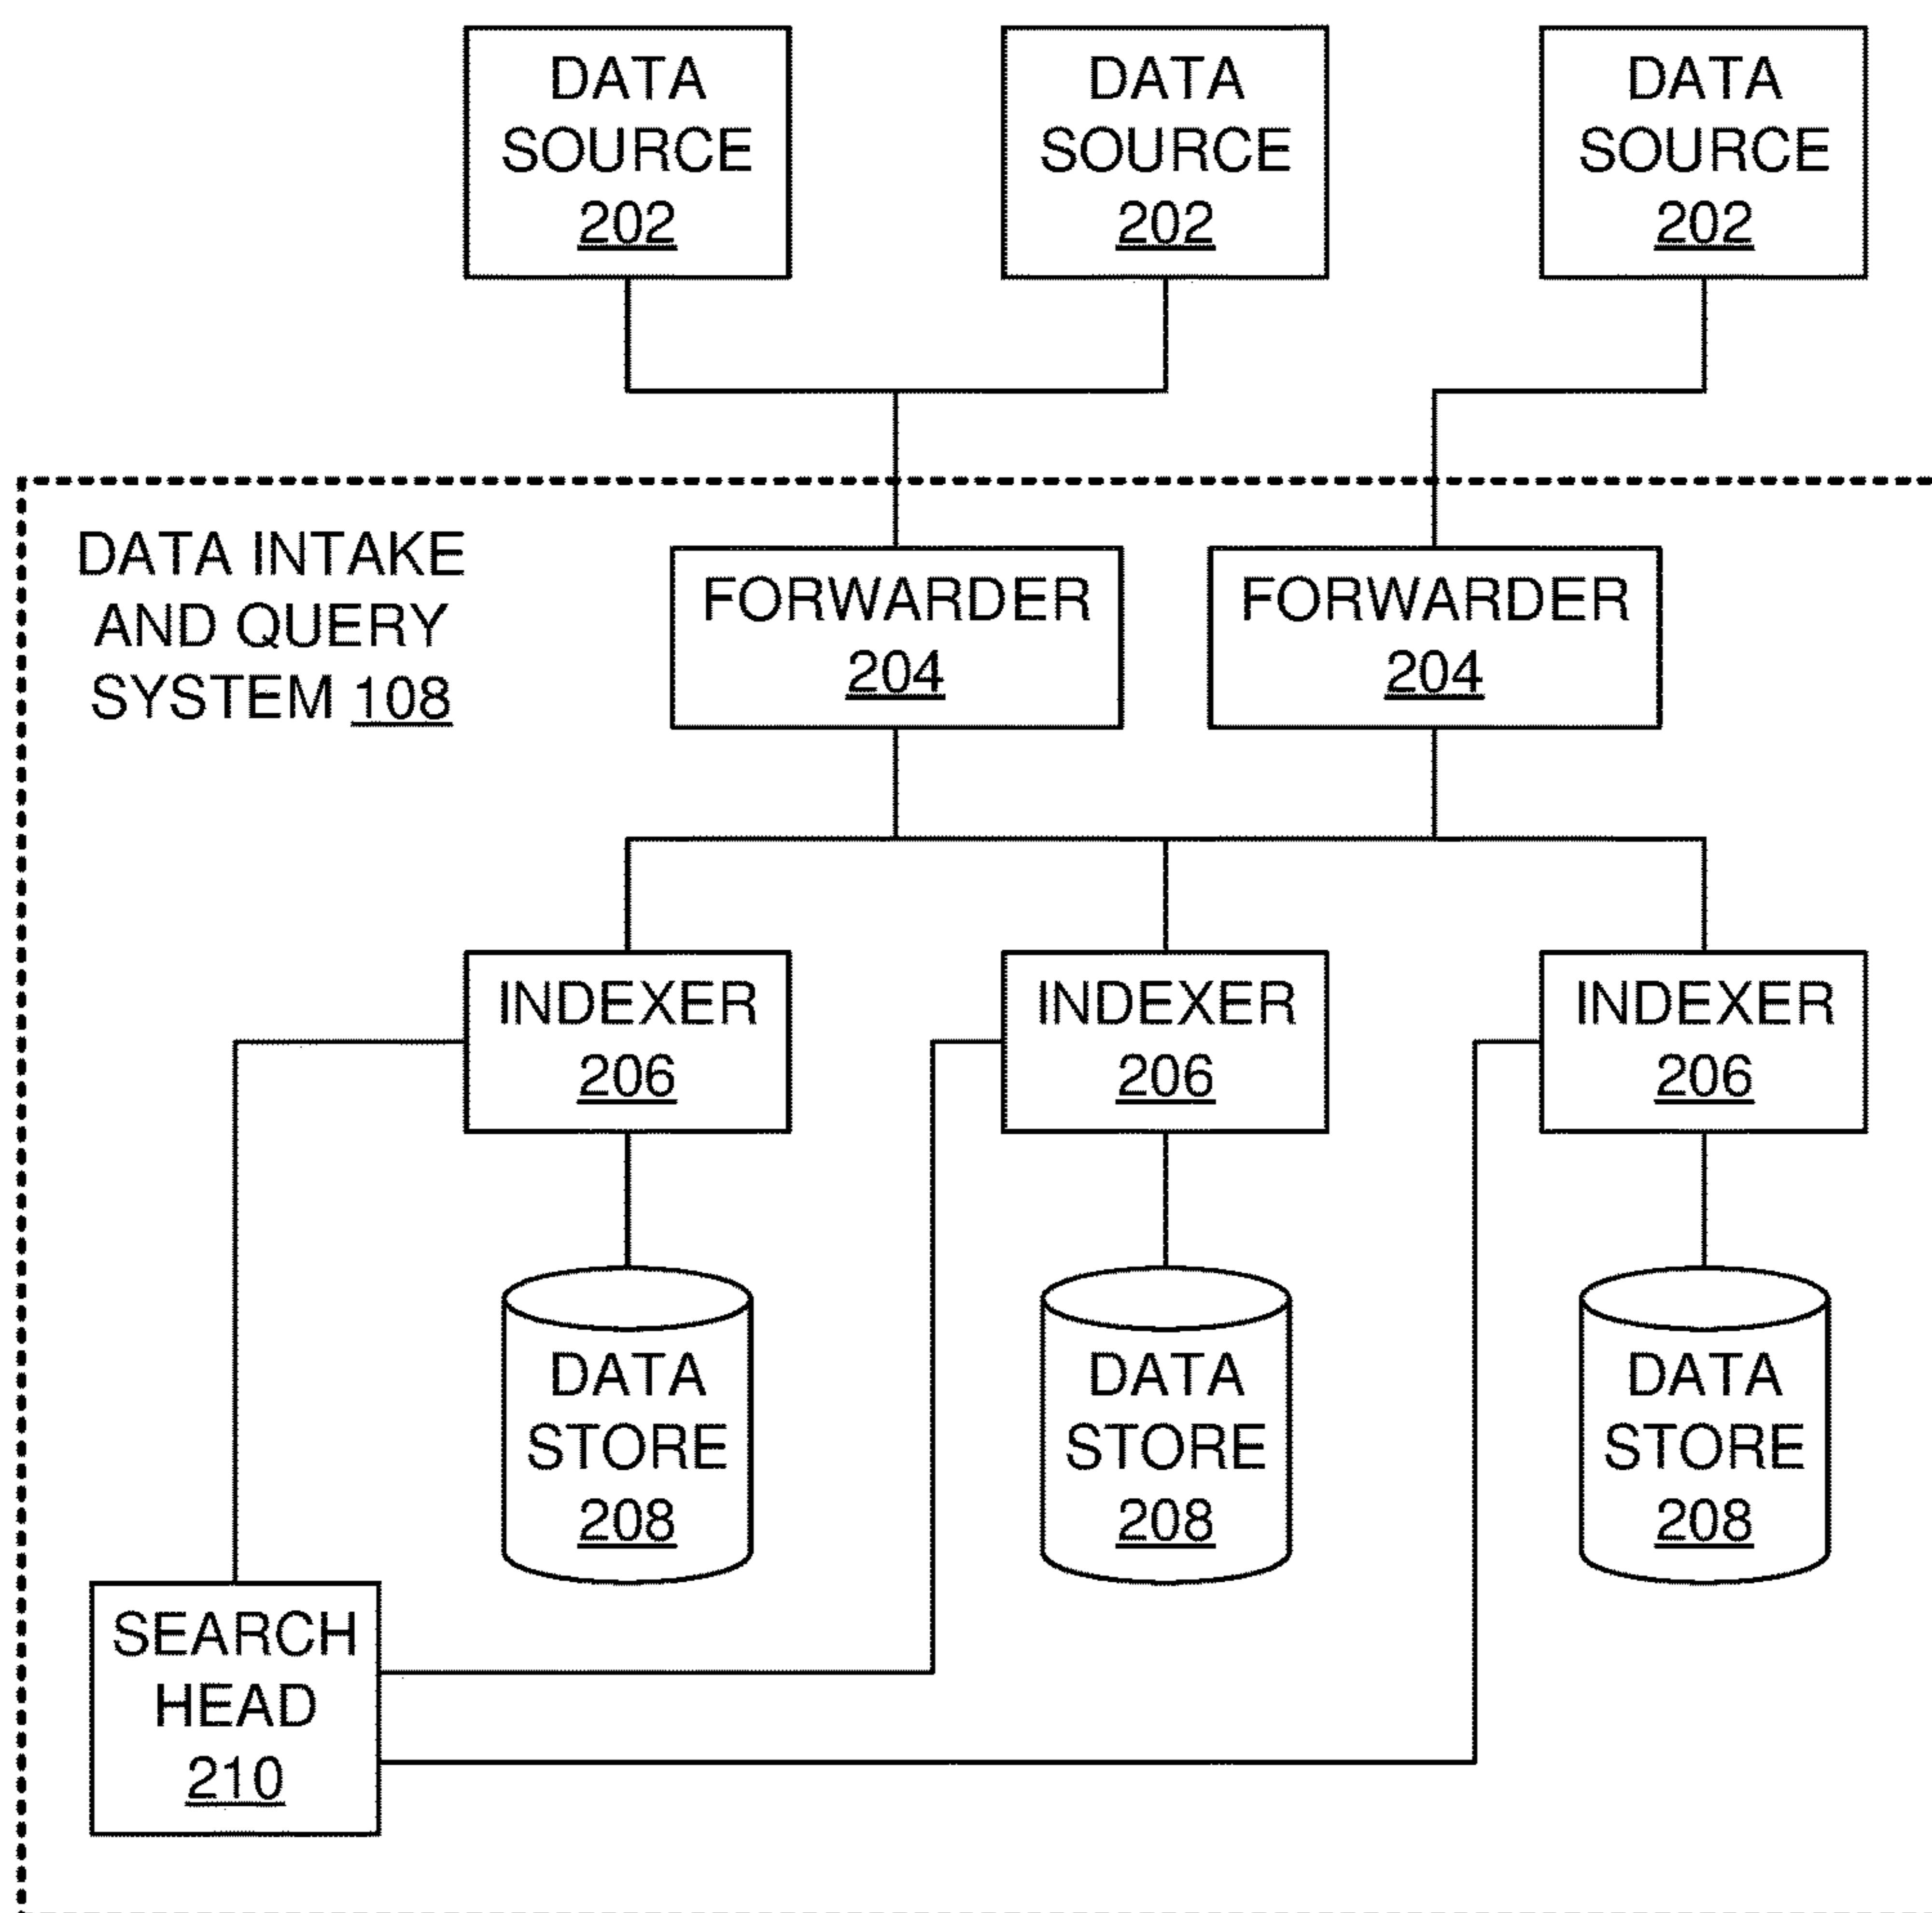 DATA
SOURCE
202
DATA
SOURCE
202
DATA
SOURCE
202
DATA INTAKE
AND QUERY
SYSTEM 108
FORWARDER
204
FORWARDER
204
INDEXER
206
INDEXER
206
INDEXER
206
DATA
STORE
208
DATA
STORE
208
DATA
STORE
208
SEARCH
HEAD
210